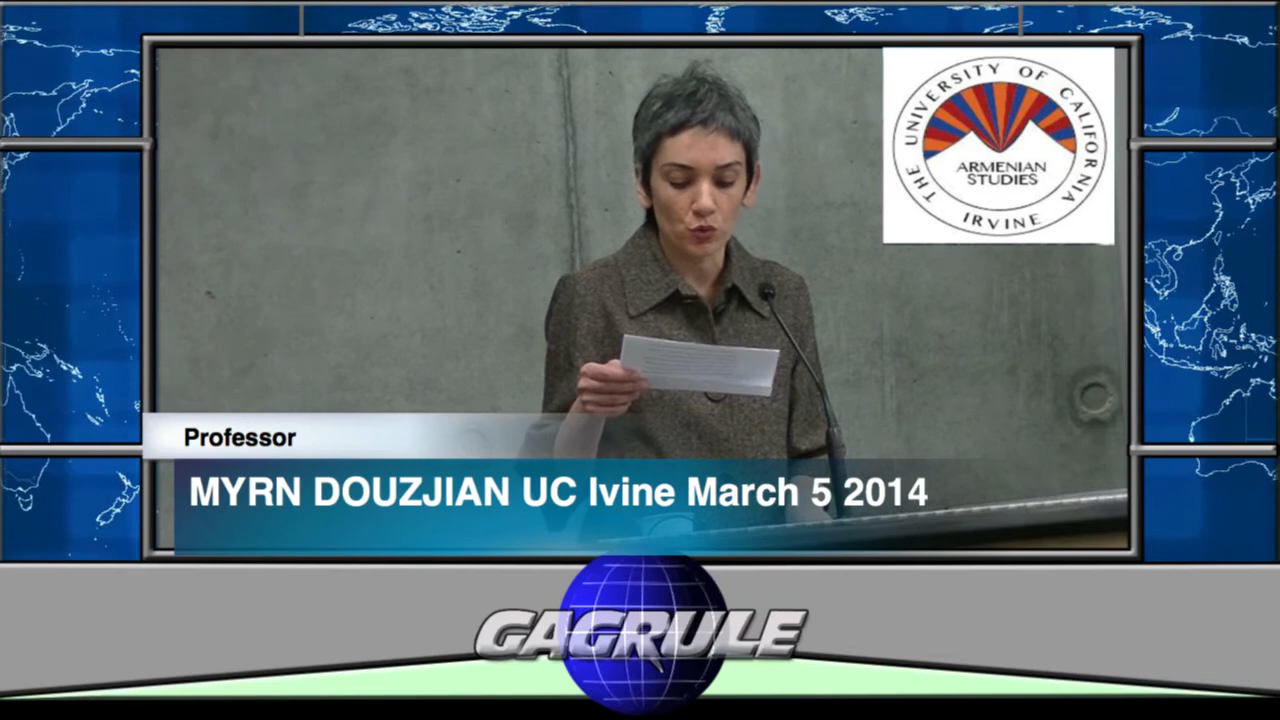 THE UNIVERSITY OF CALIFORNIA
ARMENIAN
STUDIES
IRVINE
Professor
MYRN DOUZJIAN UC Ivine March 5 2014
GAGRULE